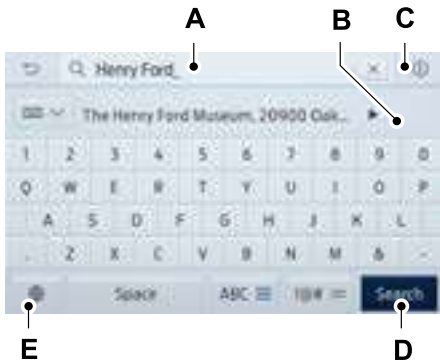 A B C
Henry Ford_ ×
The Henry Ford Museum, 20900 Oak...
1 2 3 4 5 6 7 8 9 0
Q W E R T Y U I O P
A S D F G H J K L
. Z X C V B N M & -
Space ABC !@# Search
E D